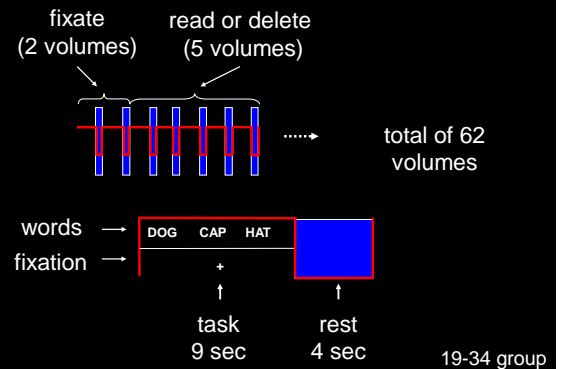 fixate
(2 volumes)
read or delete
(5 volumes)
total of 62
volumes
words
DOG CAP HAT
fixation
+
task
9 sec
rest
4 sec
19-34 group